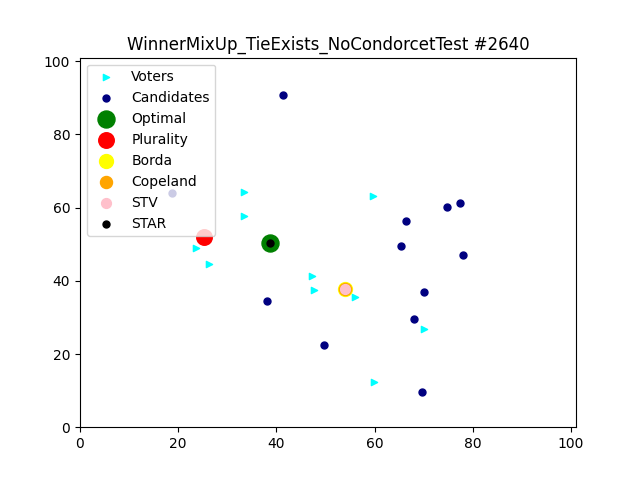 WinnerMixUp_TieExists_NoCondorcetTest #2640
100
80
60
40
20
0
Voters
Candidates
Optimal
Plurality
Borda
Copeland
STV
STAR
0 20 40 60 80 100